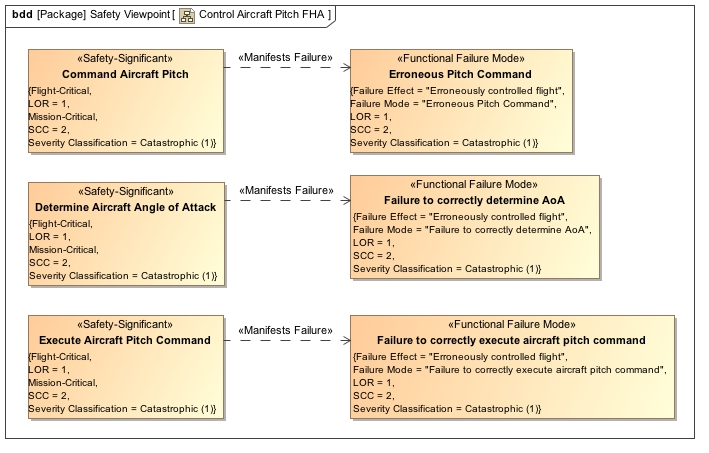 bdd [Package] Safety Viewpoint [ Control Aircraft Pitch FHA ]
«Safety-Significant»
Command Aircraft Pitch
{Flight-Critical,
LOR = 1,
Mission-Critical,
SCC = 2,
Severity Classification = Catastrophic (1)}
«Manifests Failure»
«Functional Failure Mode»
Erroneous Pitch Command
{Failure Effect = "Erroneously controlled flight",
Failure Mode = "Erroneous Pitch Command",
LOR = 1,
SCC = 2,
Severity Classification = Catastrophic (1)}
«Safety-Significant»
Determine Aircraft Angle of Attack
{Flight-Critical,
LOR = 1,
Mission-Critical,
SCC = 2,
Severity Classification = Catastrophic (1)}
«Manifests Failure»
«Functional Failure Mode»
Failure to correctly determine AoA
{Failure Effect = "Erroneously controlled flight",
Failure Mode = "Failure to correctly determine AoA",
LOR = 1,
SCC = 2,
Severity Classification = Catastrophic (1)}
«Safety-Significant»
Execute Aircraft Pitch Command
{Flight-Critical,
LOR = 1,
Mission-Critical,
SCC = 2,
Severity Classification = Catastrophic (1)}
«Manifests Failure»
«Functional Failure Mode»
Failure to correctly execute aircraft pitch command
{Failure Effect = "Erroneously controlled flight",
Failure Mode = "Failure to correctly execute aircraft pitch command",
LOR = 1,
SCC = 2,
Severity Classification = Catastrophic (1)}